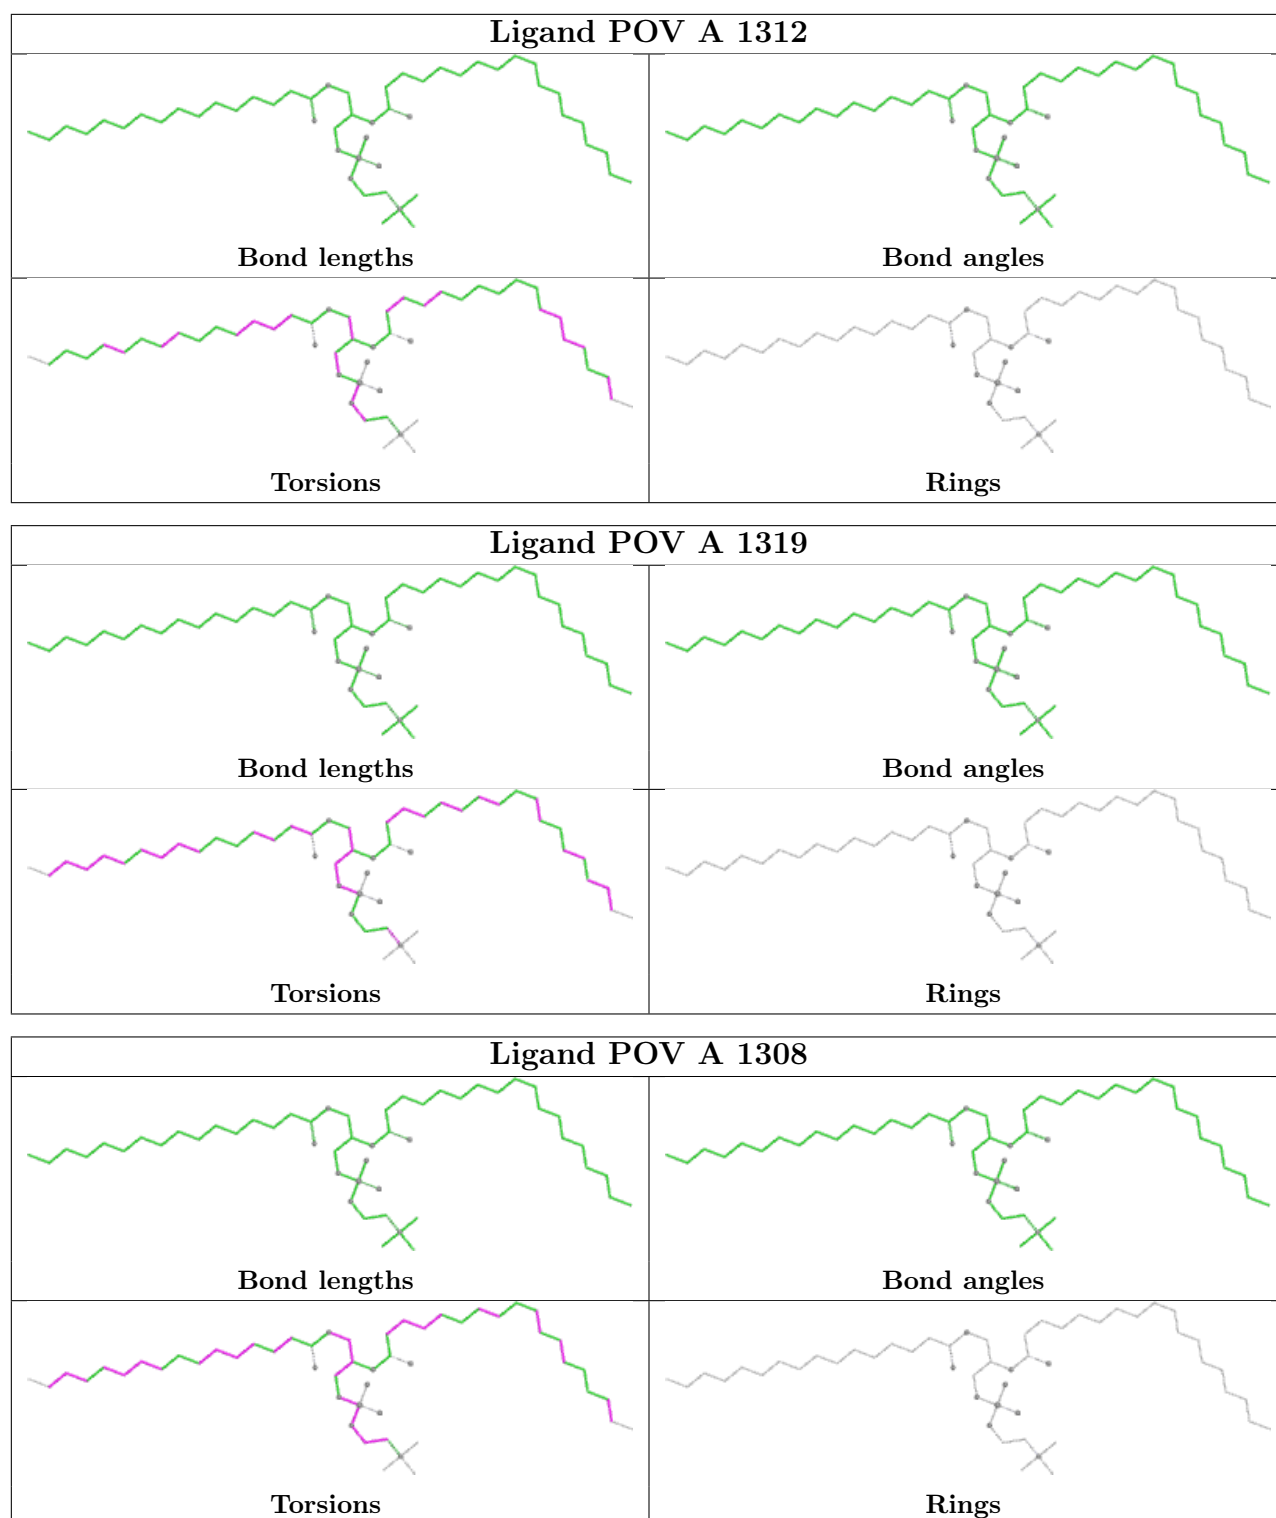 Ligand POV A 1312
Bond lengths
Bond angles
Torsions
Rings
Ligand POV A 1319
Bond lengths
Bond angles
Torsions
Rings
Ligand POV A 1308
Bond lengths
Bond angles
Torsions
Rings